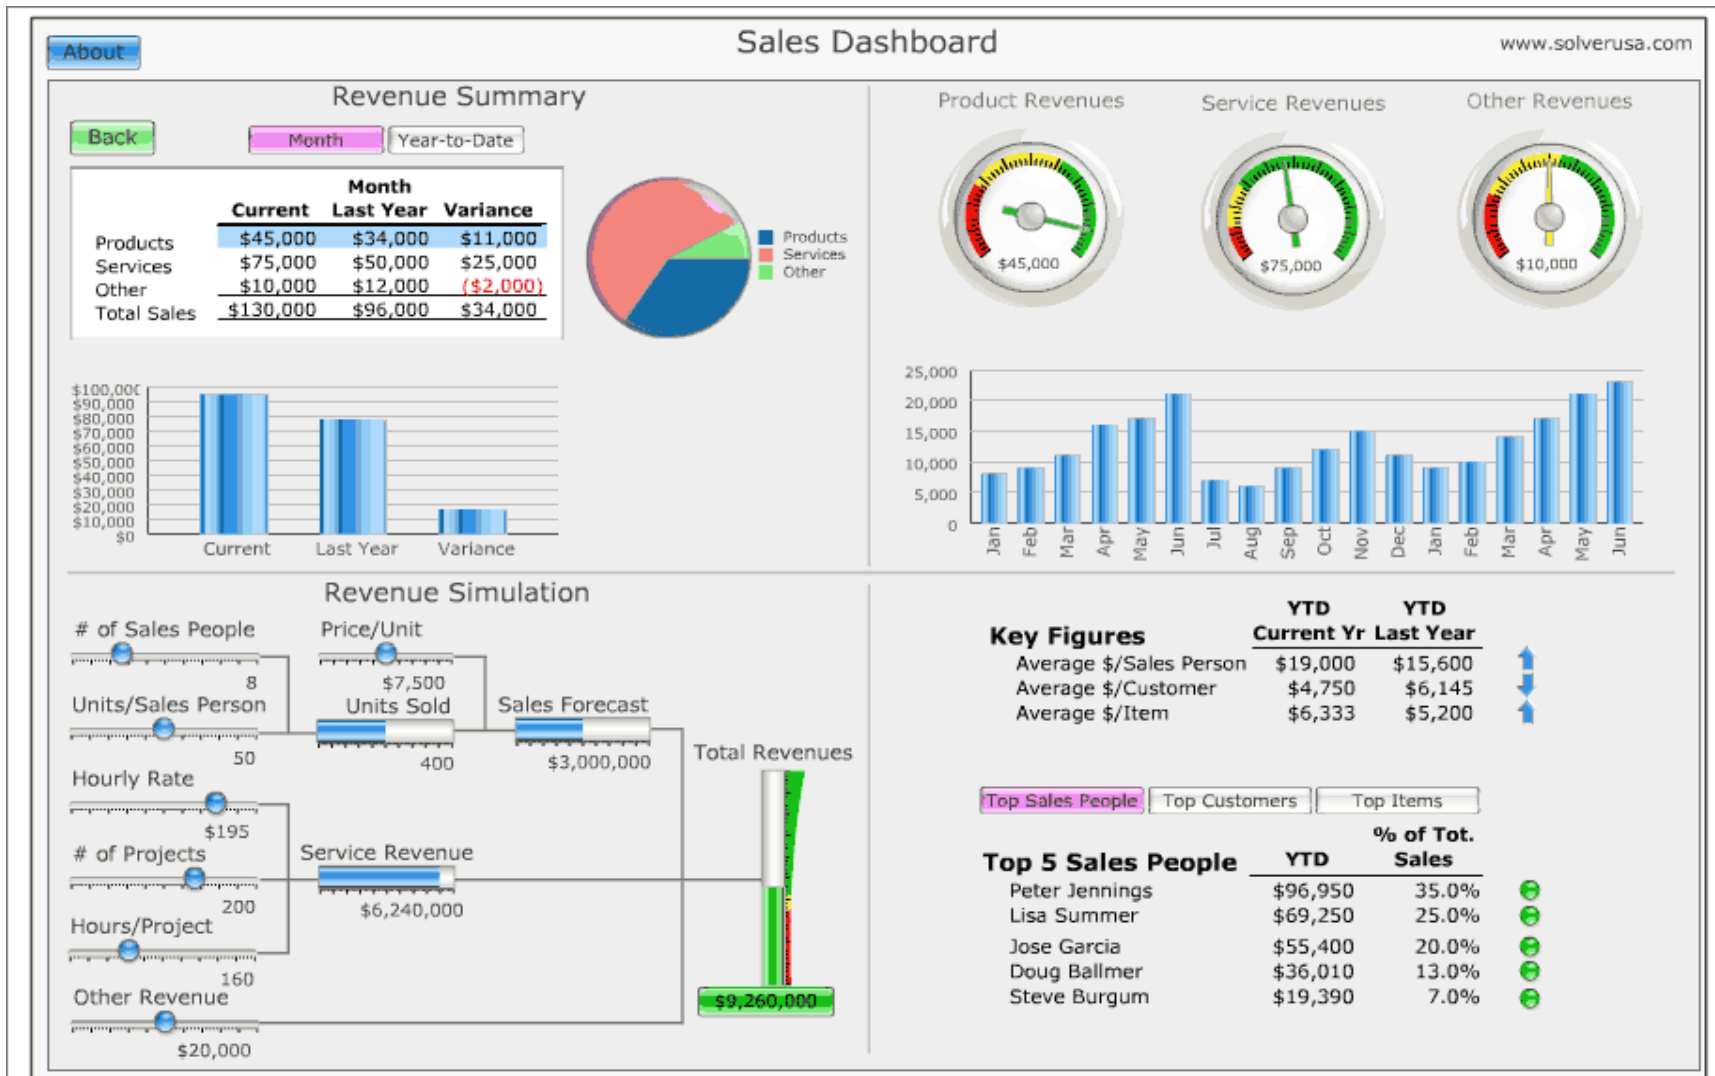 About
Sales Dashboard
www.solverusa.com
Revenue Summary
Back
Month Year-to-Date
Month
Current Last Year Variance
Products $45,000 $34,000 $11,000
Services $75,000 $50,000 $25,000
Other $10,000 $12,000 ($2,000)
Total Sales $130,000 $96,000 $34,000
Products
Services
Other
$100,000
$90,000
$80,000
$70,000
$60,000
$50,000
$40,000
$30,000
$20,000
$10,000
$0
Current Last Year Variance
Product Revenues Service Revenues Other Revenues
$45,000 $75,000 $10,000
25,000
20,000
15,000
10,000
5,000
0
Jan Feb Mar Apr May Jun Jul Aug Sep Oct Nov Dec Jan Feb Mar Apr May Jun
Revenue Simulation
# of Sales People
8
Price/Unit
$7,500
Units/Sales Person
50
Units Sold
400
Sales Forecast
$3,000,000
Hourly Rate
$195
# of Projects
200
Service Revenue
$6,240,000
Hours/Project
160
Other Revenue
$20,000
Total Revenues
$9,260,000
YTD YTD
Key Figures Current Yr Last Year
Average $/Sales Person $19,000 $15,600
Average $/Customer $4,750 $6,145
Average $/Item $6,333 $5,200
Top Sales People Top Customers Top Items
% of Tot.
Top 5 Sales People YTD Sales
Peter Jennings $96,950 35.0%
Lisa Summer $69,250 25.0%
Jose Garcia $55,400 20.0%
Doug Ballmer $36,010 13.0%
Steve Burgum $19,390 7.0%